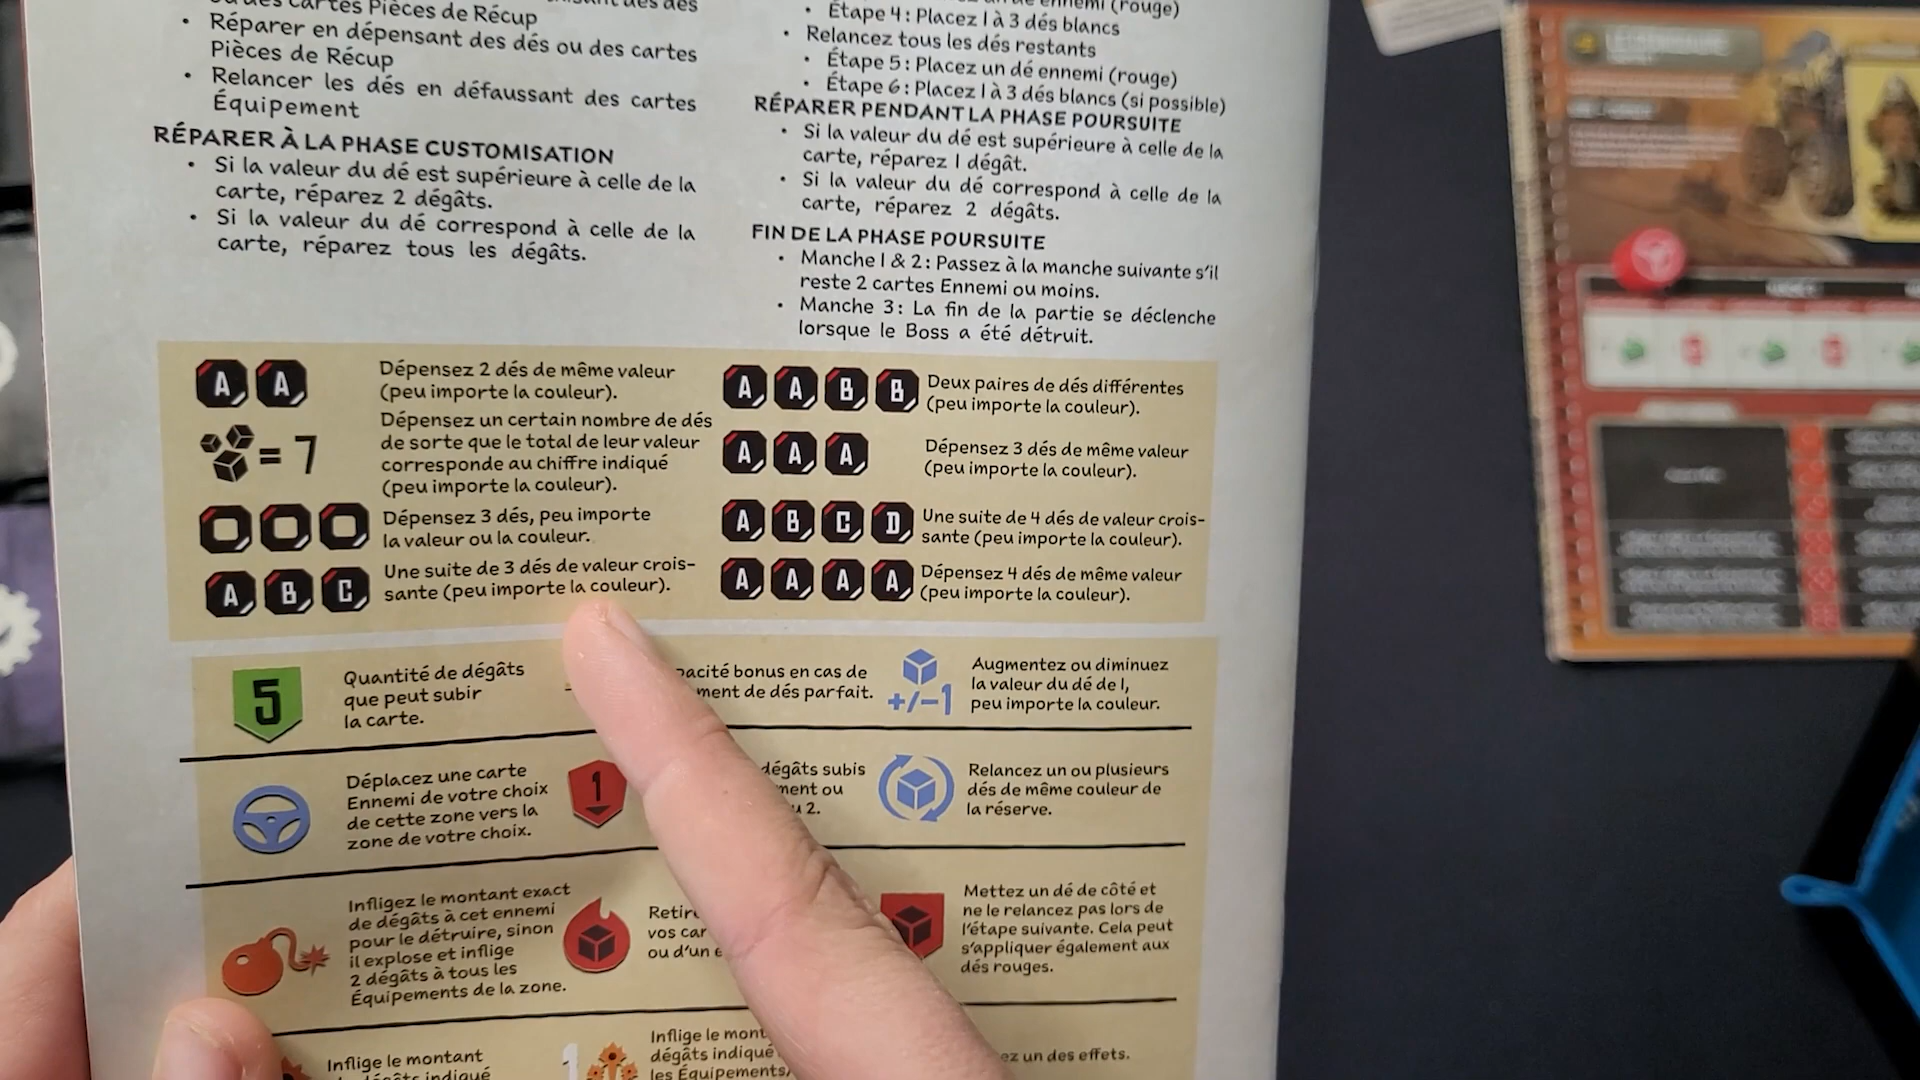 des cartes Pièces de Récup
• Réparer en dépensant des dés ou des cartes
Pièces de Récup
• Relancer les dés en défaussant des cartes
Équipement
RÉPARER À LA PHASE CUSTOMISATION
• Si la valeur du dé est supérieure à celle de la
carte, réparez 2 dégâts.
• Si la valeur du dé correspond à celle de la
carte, réparez tous les dégâts.
• Étape 4 : Placez 1 à 3 dés blancs
• Relancez tous les dés restants
• Étape 5 : Placez un dé ennemi (rouge)
• Étape 6 : Placez 1 à 3 dés blancs (si possible)
RÉPARER PENDANT LA PHASE POURSUITE
• Si la valeur du dé est supérieure à celle de la
carte, réparez 1 dégât.
• Si la valeur du dé correspond à celle de la
carte, réparez 2 dégâts.
FIN DE LA PHASE POURSUITE
• Manche 1 & 2 : Passez à la manche suivante s'il
reste 2 cartes Ennemi ou moins.
• Manche 3 : La fin de la partie se déclenche
lorsque le Boss a été détruit.
A A
Dépensez 2 dés de même valeur
(peu importe la couleur).
= 7
Dépensez un certain nombre de dés
de sorte que le total de leur valeur
corresponde au chiffre indiqué
(peu importe la couleur).
Dépensez 3 dés, peu importe
la valeur ou la couleur.
A B C
Une suite de 3 dés de valeur crois-
sante (peu importe la couleur).
A A B B
Deux paires de dés différentes
(peu importe la couleur).
A A A
Dépensez 3 dés de même valeur
(peu importe la couleur).
A B C D
Une suite de 4 dés de valeur crois-
sante (peu importe la couleur).
A A A A
Dépensez 4 dés de même valeur
(peu importe la couleur).
5
Quantité de dégâts
que peut subir
la carte.
bonus en cas de
de dés parfait.
+/-1
Augmentez ou diminuez
la valeur du dé de 1,
peu importe la couleur.
Déplacez une carte
Ennemi de votre choix
de cette zone vers la
zone de votre choix.
1
dégâts subis
ou
2.
Relancez un ou plusieurs
dés de même couleur de
la réserve.
Infligez le montant exact
de dégâts à cet ennemi
pour le détruire, sinon
il explose et inflige
2 dégâts à tous les
Équipements de la zone.
vos
ou d'un
Mettez un dé de côté et
ne le relancez pas lors de
l'étape suivante. Cela peut
s'appliquer également aux
dés rouges.
Inflige le montant
1
Inflige le
dégâts indiqué
les Équipements
un des effets.